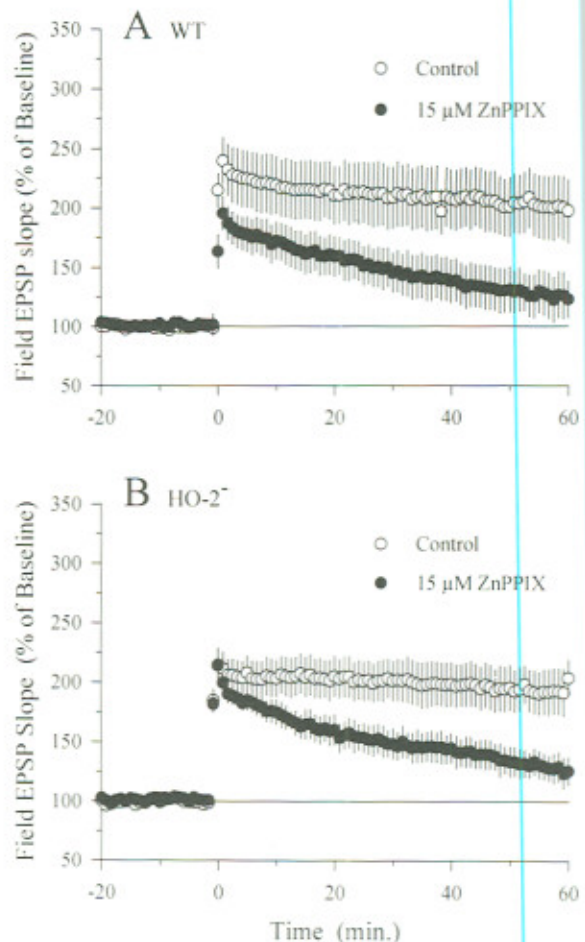 A WT
Control
15 µM ZnPPIX
Field EPSP slope (% of Baseline)
350
300
250
200
150
100
50
-20 0 20 40 60
B HO-2⁻
Control
15 µM ZnPPIX
Field EPSP Slope (% of Baseline)
350
300
250
200
150
100
50
-20 0 20 40 60
Time (min.)